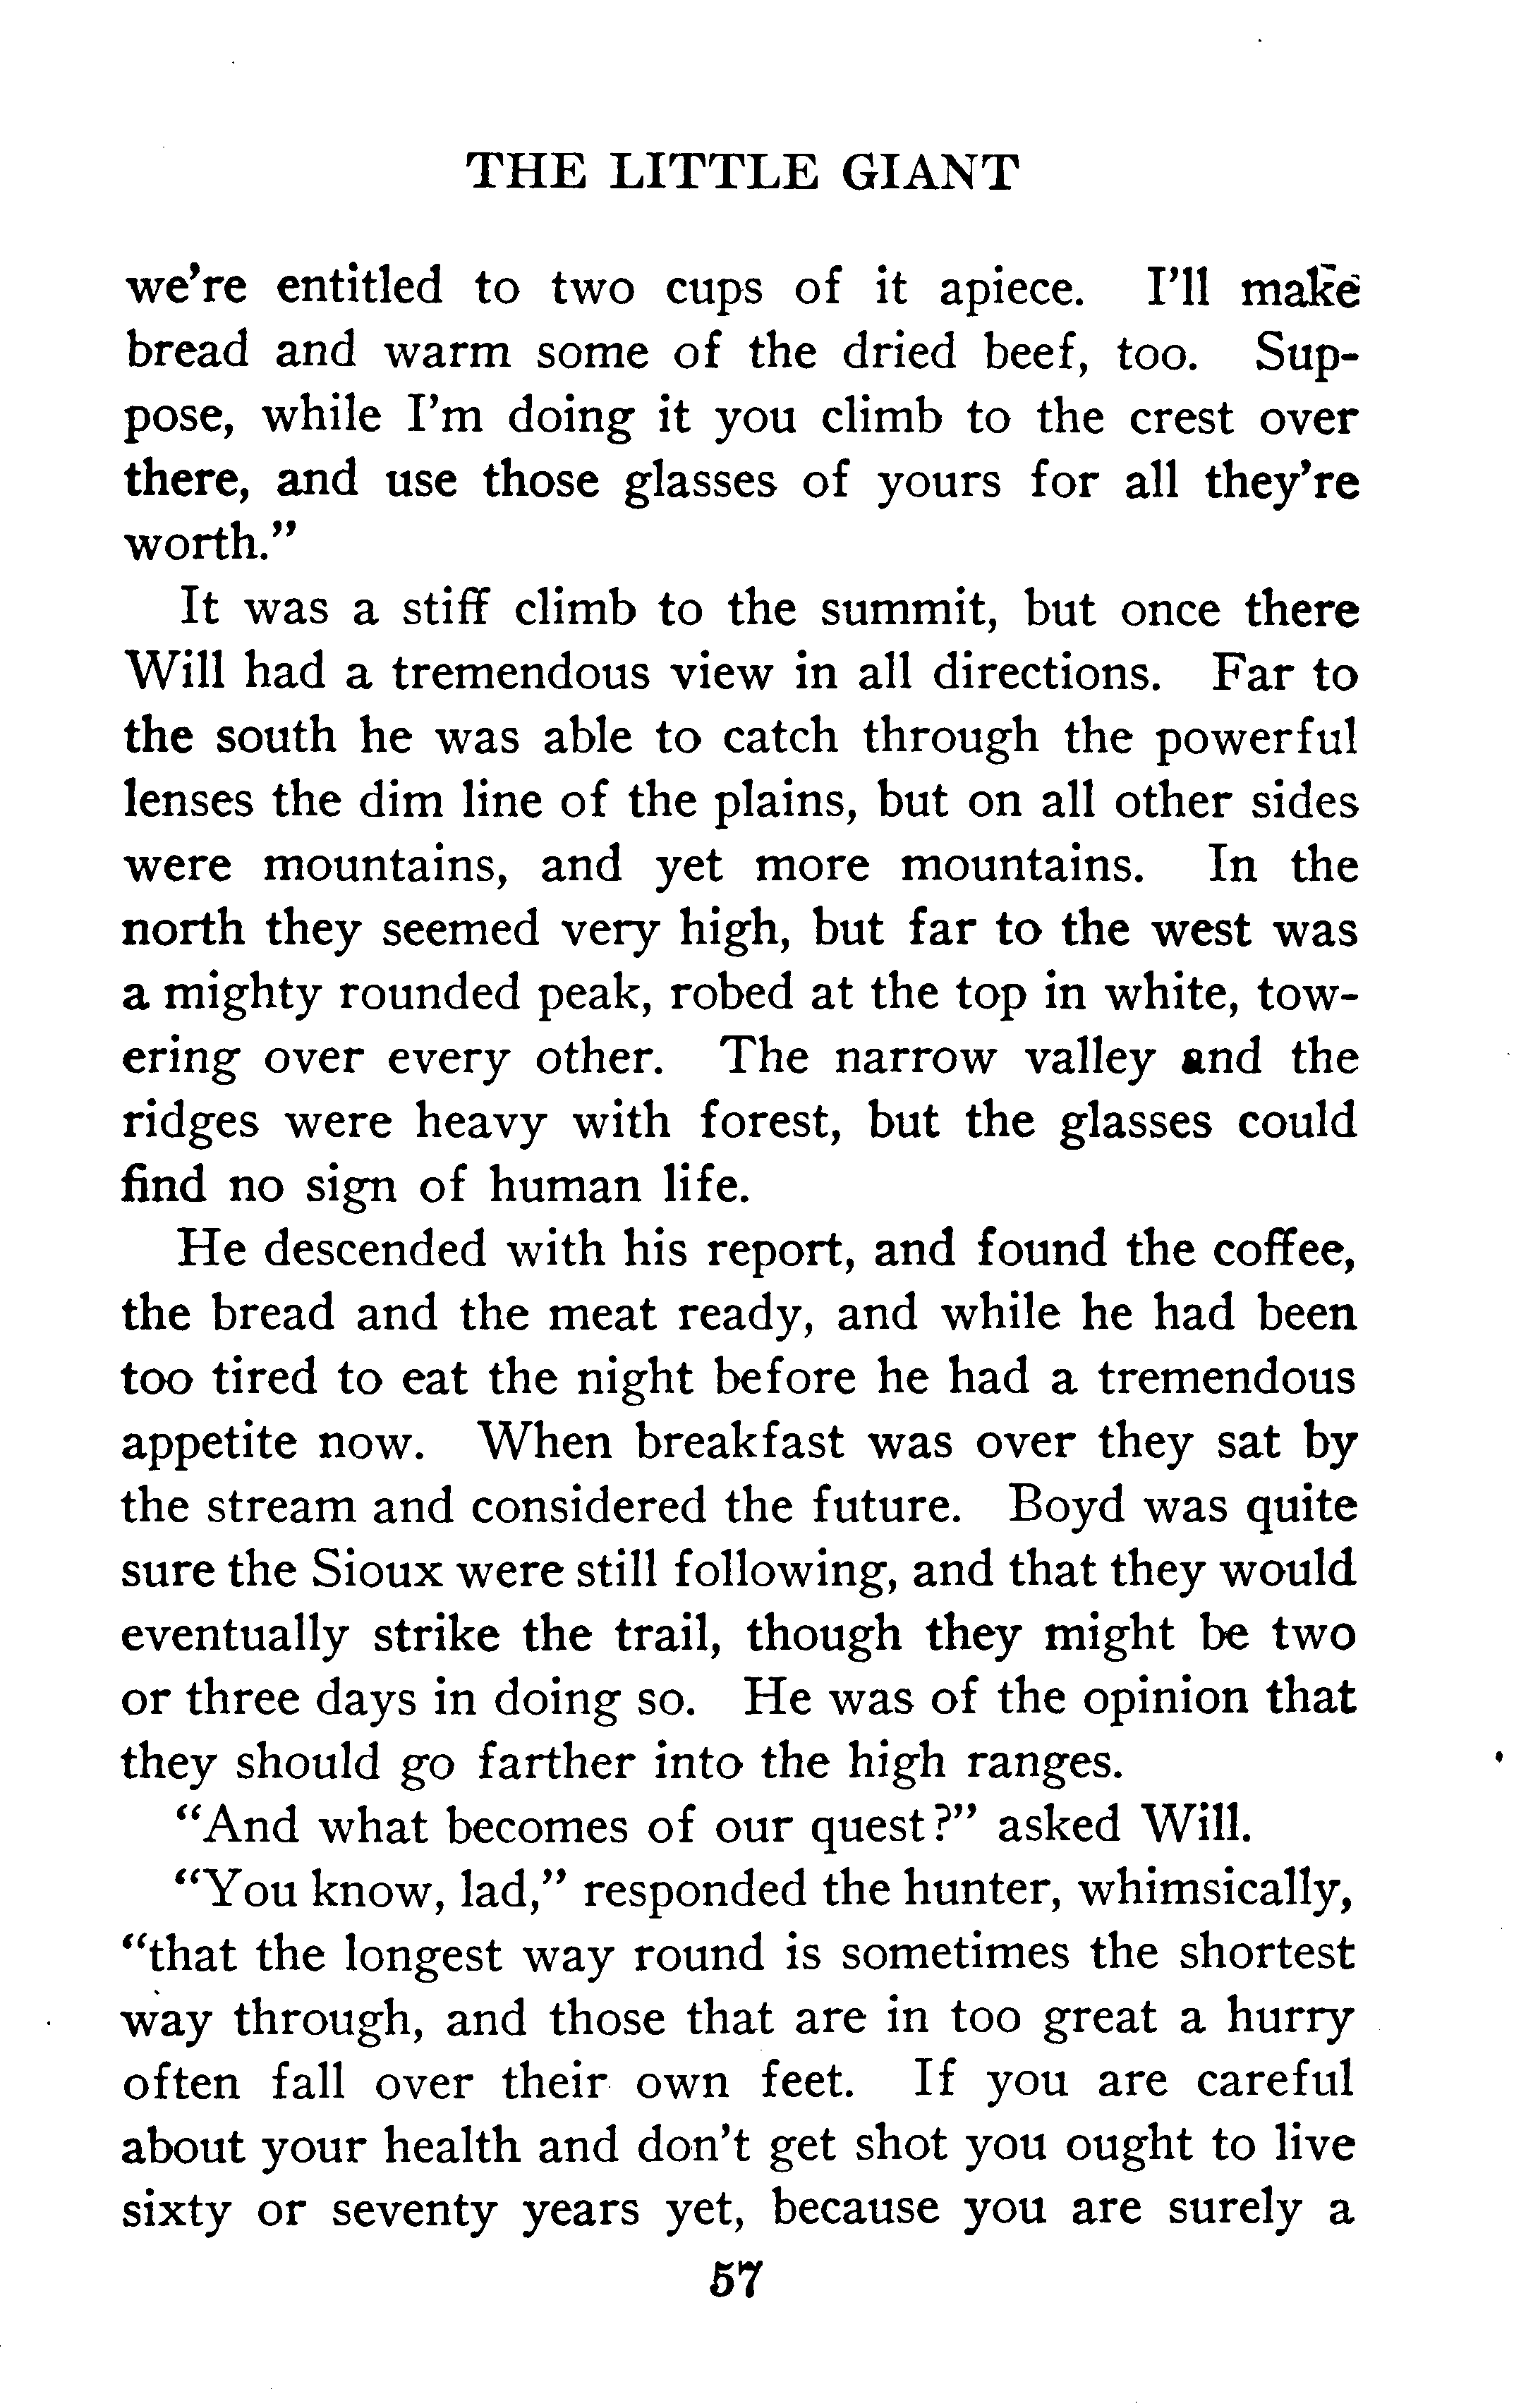 THE LITTLE GIANT
we're entitled to two cups of it apiece. I'll make
bread and warm some of the dried beef, too. Sup-
pose, while I'm doing it you climb to the crest over
there, and use those glasses of yours for all they're
worth."
It was a stiff climb to the summit, but once there
Will had a tremendous view in all directions. Far to
the south he was able to catch through the powerful
lenses the dim line of the plains, but on all other sides
were mountains, and yet more mountains. In the
north they seemed very high, but far to the west was
a mighty rounded peak, robed at the top in white, tow-
ering over every other. The narrow valley and the
ridges were heavy with forest, but the glasses could
find no sign of human life.
He descended with his report, and found the coffee,
the bread and the meat ready, and while he had been
too tired to eat the night before he had a tremendous
appetite now. When breakfast was over they sat by
the stream and considered the future. Boyd was quite
sure the Sioux were still following, and that they would
eventually strike the trail, though they might be two
or three days in doing so. He was of the opinion that
they should go farther into the high ranges.
"And what becomes of our quest?" asked Will.
"You know, lad," responded the hunter, whimsically,
"that the longest way round is sometimes the shortest
way through, and those that are in too great a hurry
often fall over their own feet. If you are careful
about your health and don't get shot you ought to live
sixty or seventy years yet, because you are surely a
57